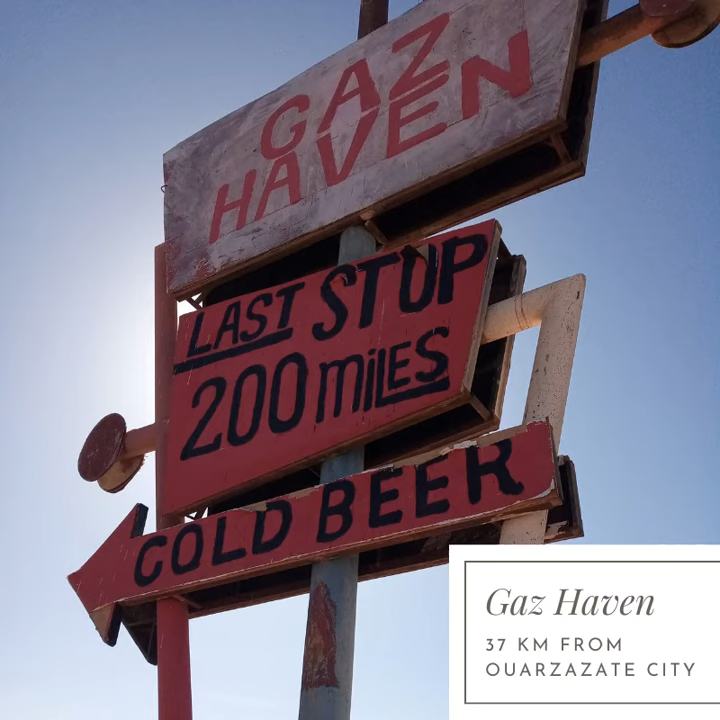 GAZ
HAVEN
LAST STOP
200 MiLES
COLD BEER
Gaz Haven
37 KM FROM
OUARZAZATE CITY